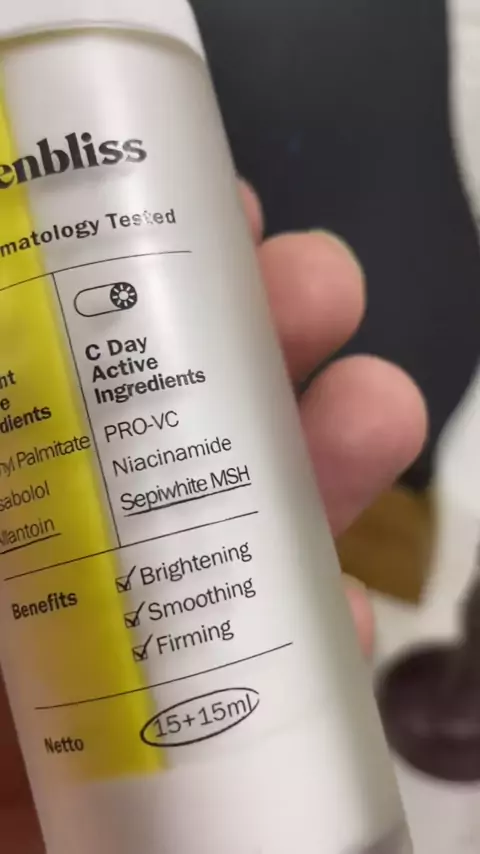 enbliss
matology Tested
nt
e
dients
nyl Palmitate
sabolol
llantoin
C Day
Active
Ingredients
PRO-VC
Niacinamide
Sepiwhite MSH
Benefits
Brightening
Smoothing
Firming
Netto
15+15ml